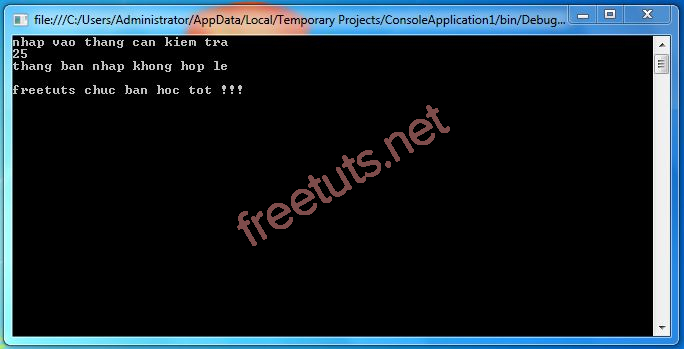 file:///C:/Users/Administrator/AppData/Local/Temporary Projects/ConsoleApplication1/bin/Debug...
nhap vao thang can kiem tra
25
thang ban nhap khong hop le
freetuts chuc ban hoc tot !!!
freetuts.net